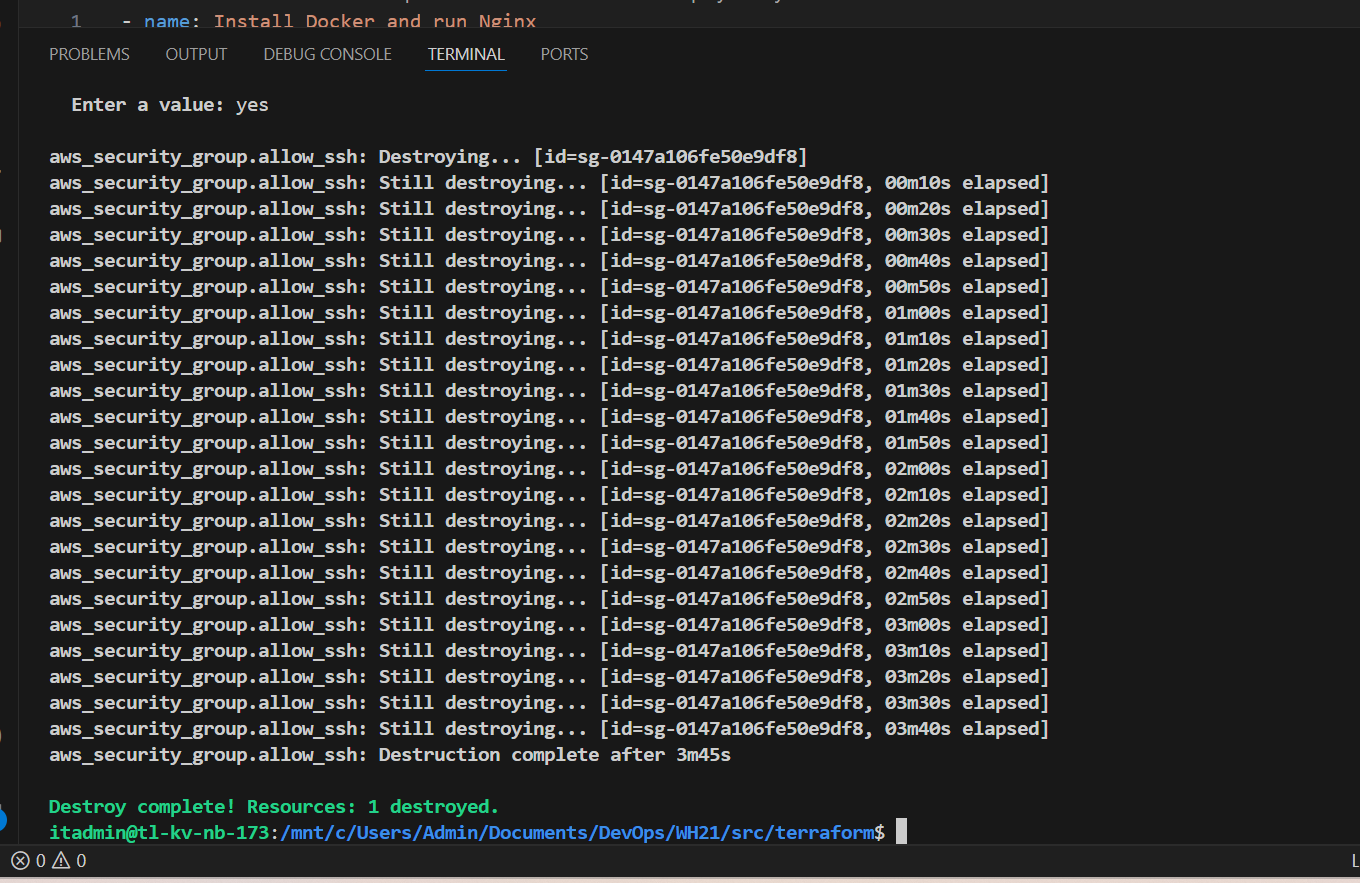 1 - name: Install Docker and run Nginx
PROBLEMS OUTPUT DEBUG CONSOLE TERMINAL PORTS
Enter a value: yes
aws_security_group.allow_ssh: Destroying... [id=sg-0147a106fe50e9df8]
aws_security_group.allow_ssh: Still destroying... [id=sg-0147a106fe50e9df8, 00m10s elapsed]
aws_security_group.allow_ssh: Still destroying... [id=sg-0147a106fe50e9df8, 00m20s elapsed]
aws_security_group.allow_ssh: Still destroying... [id=sg-0147a106fe50e9df8, 00m30s elapsed]
aws_security_group.allow_ssh: Still destroying... [id=sg-0147a106fe50e9df8, 00m40s elapsed]
aws_security_group.allow_ssh: Still destroying... [id=sg-0147a106fe50e9df8, 00m50s elapsed]
aws_security_group.allow_ssh: Still destroying... [id=sg-0147a106fe50e9df8, 01m00s elapsed]
aws_security_group.allow_ssh: Still destroying... [id=sg-0147a106fe50e9df8, 01m10s elapsed]
aws_security_group.allow_ssh: Still destroying... [id=sg-0147a106fe50e9df8, 01m20s elapsed]
aws_security_group.allow_ssh: Still destroying... [id=sg-0147a106fe50e9df8, 01m30s elapsed]
aws_security_group.allow_ssh: Still destroying... [id=sg-0147a106fe50e9df8, 01m40s elapsed]
aws_security_group.allow_ssh: Still destroying... [id=sg-0147a106fe50e9df8, 01m50s elapsed]
aws_security_group.allow_ssh: Still destroying... [id=sg-0147a106fe50e9df8, 02m00s elapsed]
aws_security_group.allow_ssh: Still destroying... [id=sg-0147a106fe50e9df8, 02m10s elapsed]
aws_security_group.allow_ssh: Still destroying... [id=sg-0147a106fe50e9df8, 02m20s elapsed]
aws_security_group.allow_ssh: Still destroying... [id=sg-0147a106fe50e9df8, 02m30s elapsed]
aws_security_group.allow_ssh: Still destroying... [id=sg-0147a106fe50e9df8, 02m40s elapsed]
aws_security_group.allow_ssh: Still destroying... [id=sg-0147a106fe50e9df8, 02m50s elapsed]
aws_security_group.allow_ssh: Still destroying... [id=sg-0147a106fe50e9df8, 03m00s elapsed]
aws_security_group.allow_ssh: Still destroying... [id=sg-0147a106fe50e9df8, 03m10s elapsed]
aws_security_group.allow_ssh: Still destroying... [id=sg-0147a106fe50e9df8, 03m20s elapsed]
aws_security_group.allow_ssh: Still destroying... [id=sg-0147a106fe50e9df8, 03m30s elapsed]
aws_security_group.allow_ssh: Still destroying... [id=sg-0147a106fe50e9df8, 03m40s elapsed]
aws_security_group.allow_ssh: Destruction complete after 3m45s
Destroy complete! Resources: 1 destroyed.
itadmin@tl-kv-nb-173:/mnt/c/Users/Admin/Documents/DevOps/WH21/src/terraform$
0 0